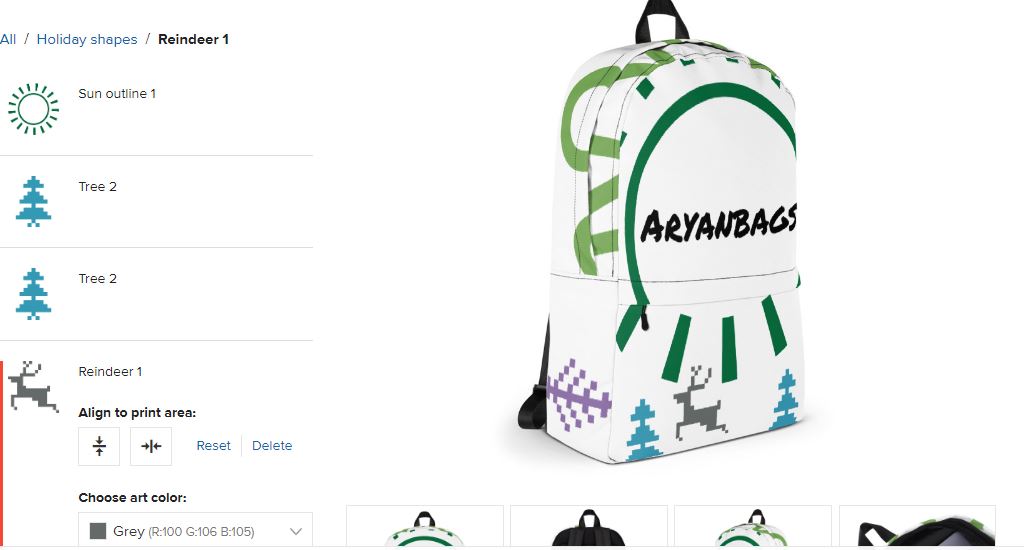 All / Holiday shapes / Reindeer 1
Sun outline 1
Tree 2
Tree 2
Reindeer 1
Align to print area:
Reset Delete
Choose art color:
Grey (R:100 G:106 B:105)
ARYANBAGS